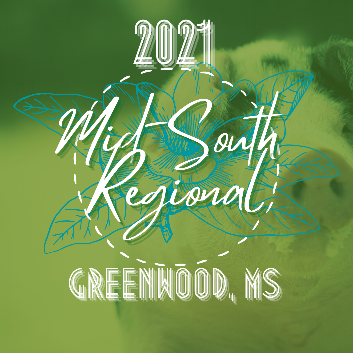 2021
Mid-South
Regional
GREENWOOD, MS